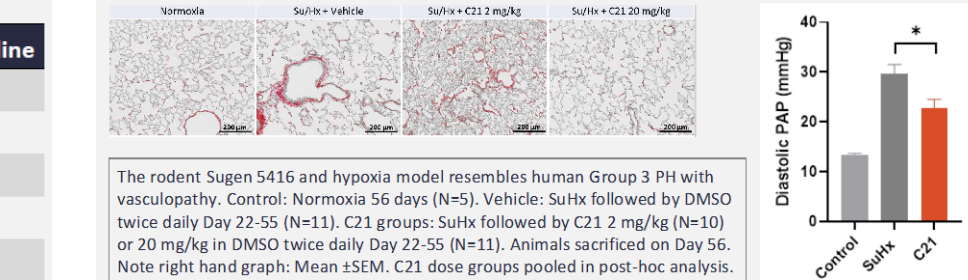 line
Normoxia
Su/Hx + Vehicle
Su/Hx + C21 2 mg/kg
Su/Hx + C21 20 mg/kg
200 µm
200 µm
200 µm
200 µm
The rodent Sugen 5416 and hypoxia model resembles human Group 3 PH with
vasculopathy. Control: Normoxia 56 days (N=5). Vehicle: SuHx followed by DMSO
twice daily Day 22-55 (N=11). C21 groups: SuHx followed by C21 2 mg/kg (N=10)
or 20 mg/kg in DMSO twice daily Day 22-55 (N=11). Animals sacrificed on Day 56.
Note right hand graph: Mean ±SEM. C21 dose groups pooled in post-hoc analysis.
Diastolic PAP (mmHg)
40
30
20
10
0
*
Control
SuHx
C21